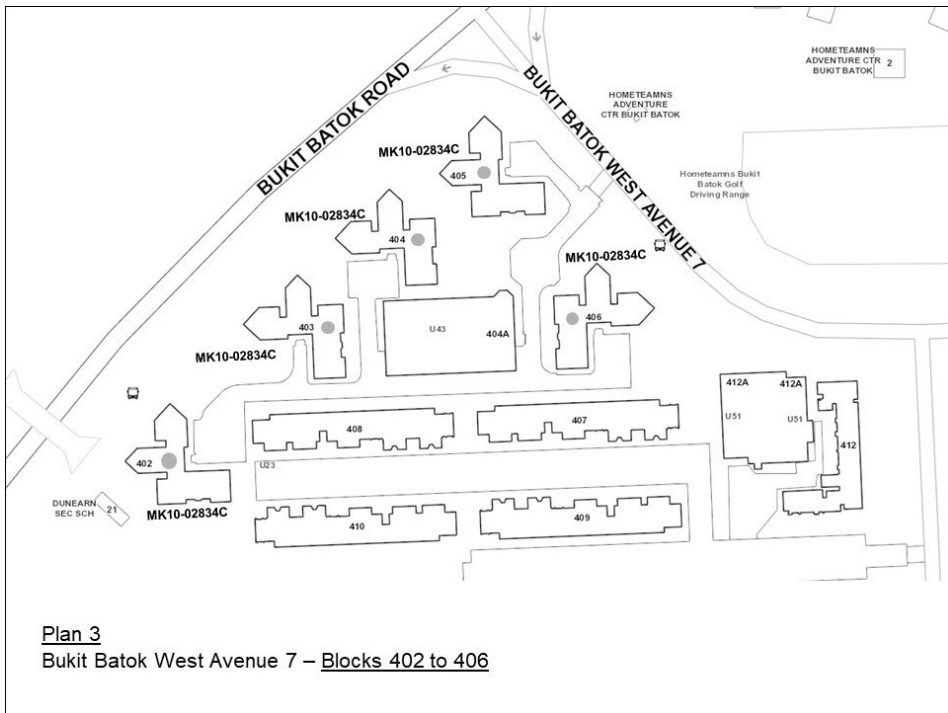 HOMETEAMNS
ADVENTURE CTR
BUKIT BATOK
2
BUKIT BATOK ROAD
BUKIT BATOK WEST AVENUE 7
HOMETEAMNS
ADVENTURE
CTR BUKIT BATOK
MK10-02834C
405
Hometeamns Bukit
Batok Golf
Driving Range
MK10-02834C
404
MK10-02834C
406
403
MK10-02834C
U43
404A
412A
412A
U51
U51
412
408
407
402
U23
MK10-02834C
DUNEARN
SEC SCH
21
410
409
Plan 3
Bukit Batok West Avenue 7 – Blocks 402 to 406